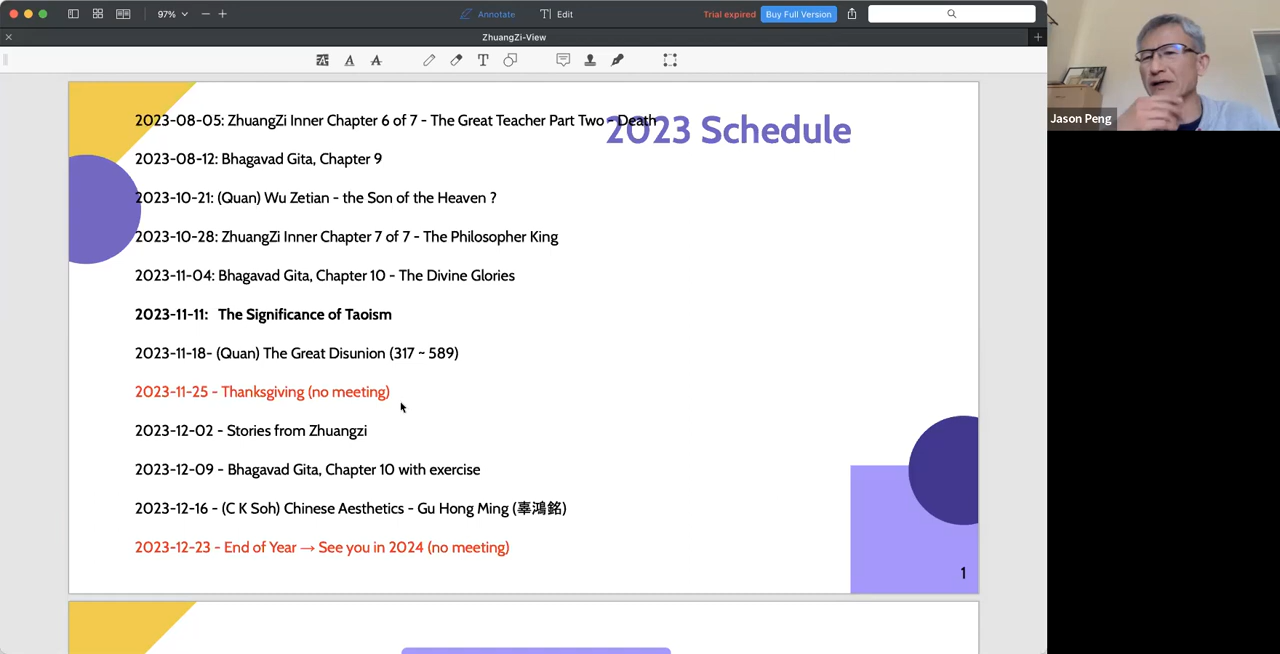 97%
Annotate
T Edit
Trial expired
Buy Full Version
ZhuangZi-View
2023 Schedule
2023-08-05: ZhuangZi Inner Chapter 6 of 7 - The Great Teacher Part Two - Death
2023-08-12: Bhagavad Gita, Chapter 9
2023-10-21: (Quan) Wu Zetian - the Son of the Heaven ?
2023-10-28: ZhuangZi Inner Chapter 7 of 7 - The Philosopher King
2023-11-04: Bhagavad Gita, Chapter 10 - The Divine Glories
2023-11-11: The Significance of Taoism
2023-11-18- (Quan) The Great Disunion (317 ~ 589)
2023-11-25 - Thanksgiving (no meeting)
2023-12-02 - Stories from Zhuangzi
2023-12-09 - Bhagavad Gita, Chapter 10 with exercise
2023-12-16 - (C K Soh) Chinese Aesthetics - Gu Hong Ming (辜鴻銘)
2023-12-23 - End of Year → See you in 2024 (no meeting)
1
Jason Peng